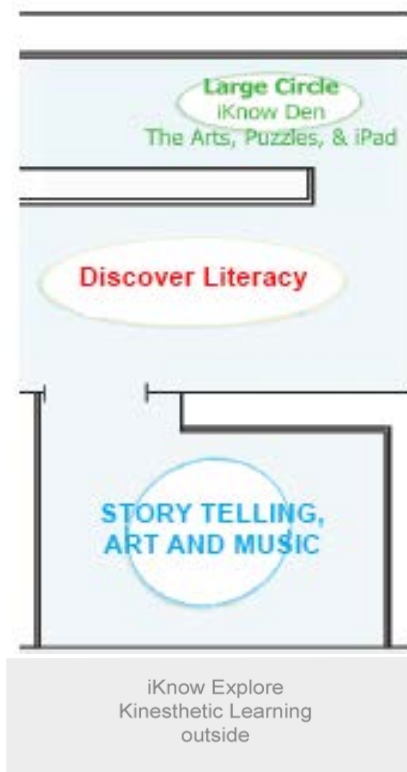 Large Circle
iKnow Den
The Arts, Puzzles, & iPad
Discover Literacy
STORY TELLING,
ART AND MUSIC
iKnow Explore
Kinesthetic Learning
outside